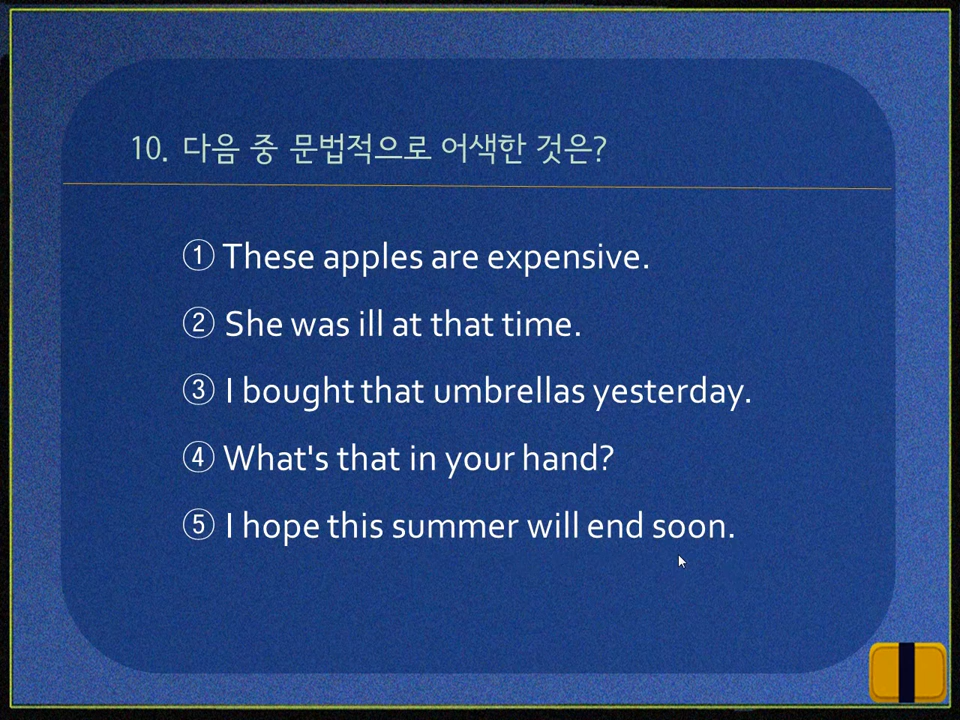 10. 다음 중 문법적으로 어색한 것은?
① These apples are expensive.
② She was ill at that time.
③ I bought that umbrellas yesterday.
④ What's that in your hand?
⑤ I hope this summer will end soon.